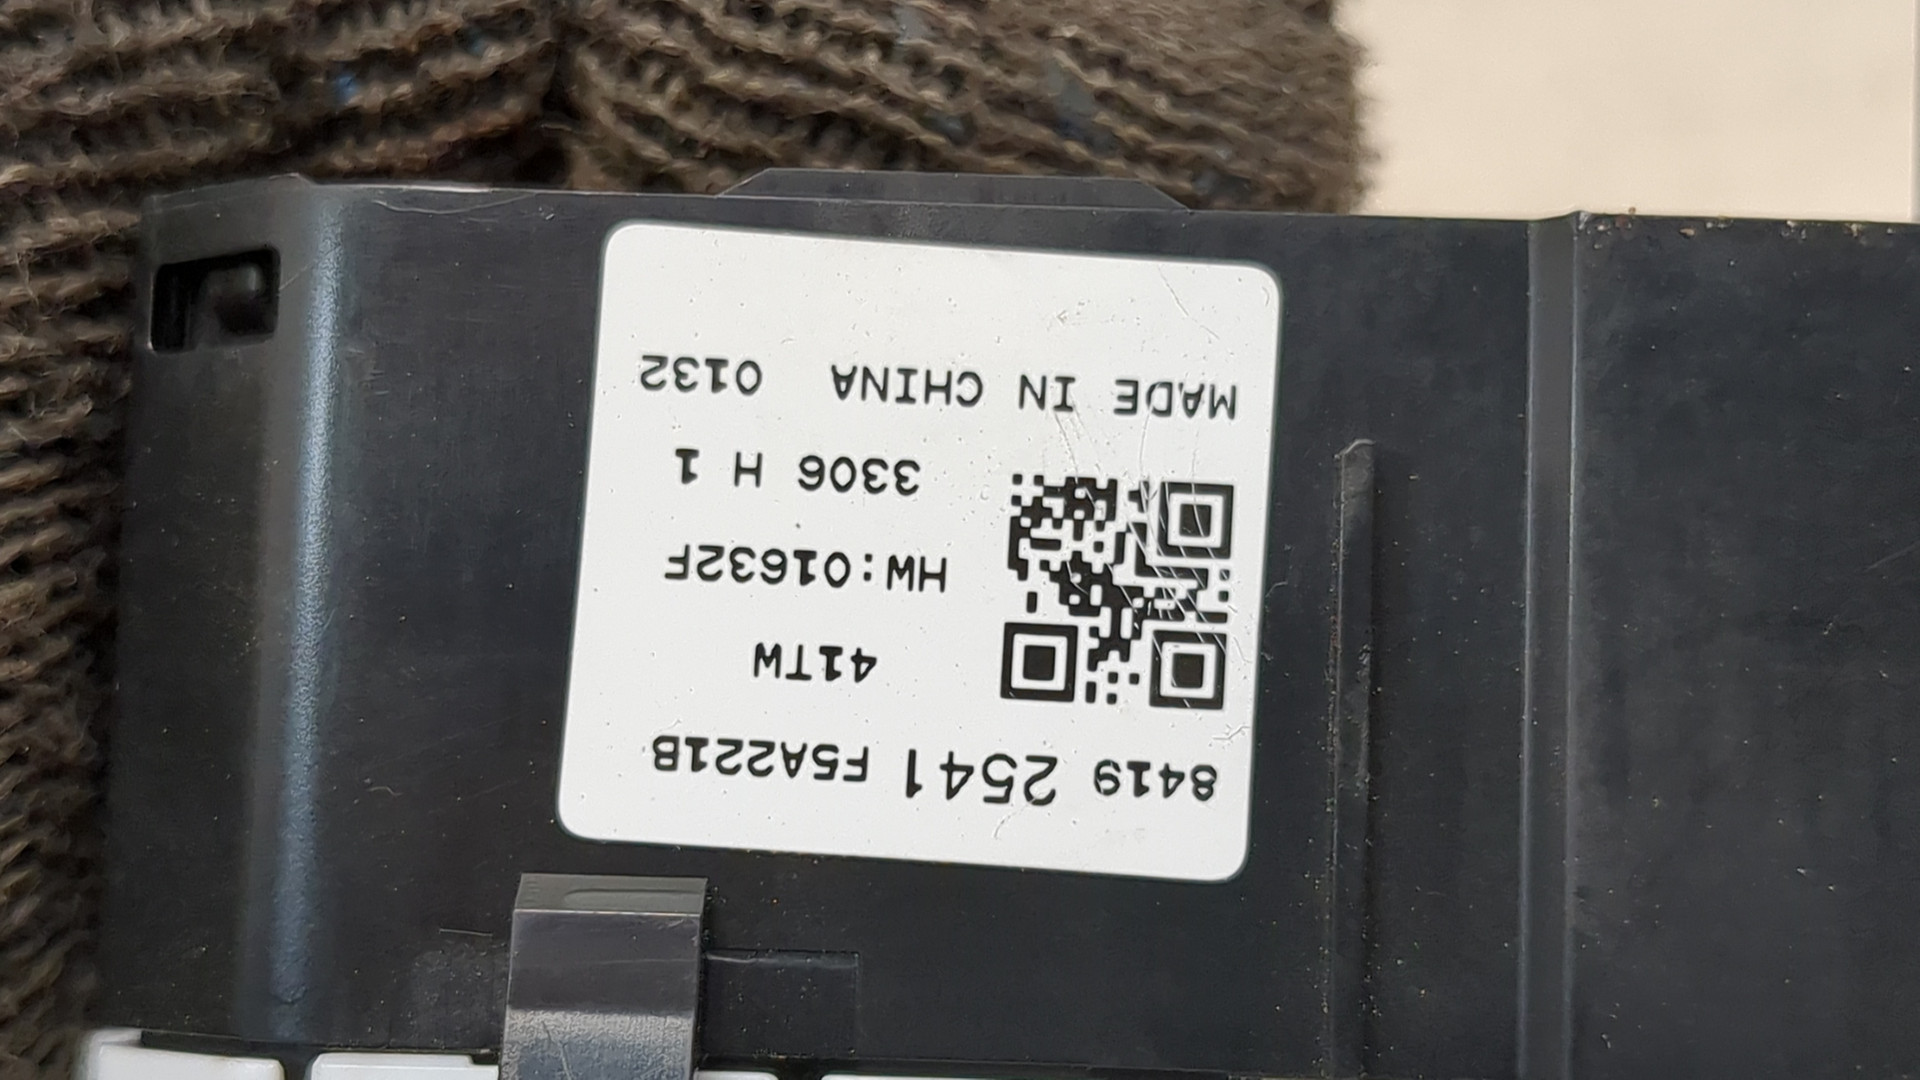 8419 2541 F5A221B
41TW
HW:01632F
3306 H 1
MADE IN CHINA 0132